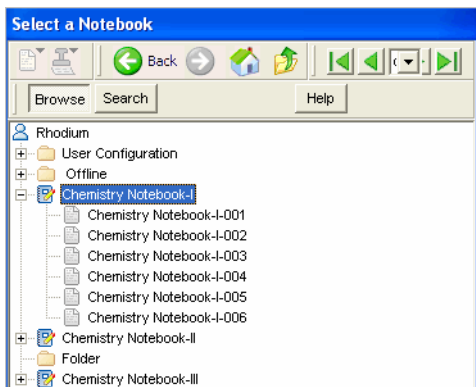 Select a Notebook
Back
Browse Search Help
Rhodium
User Configuration
Offline
Chemistry Notebook-I
Chemistry Notebook-I-001
Chemistry Notebook-I-002
Chemistry Notebook-I-003
Chemistry Notebook-I-004
Chemistry Notebook-I-005
Chemistry Notebook-I-006
Chemistry Notebook-II
Folder
Chemistry Notebook-III